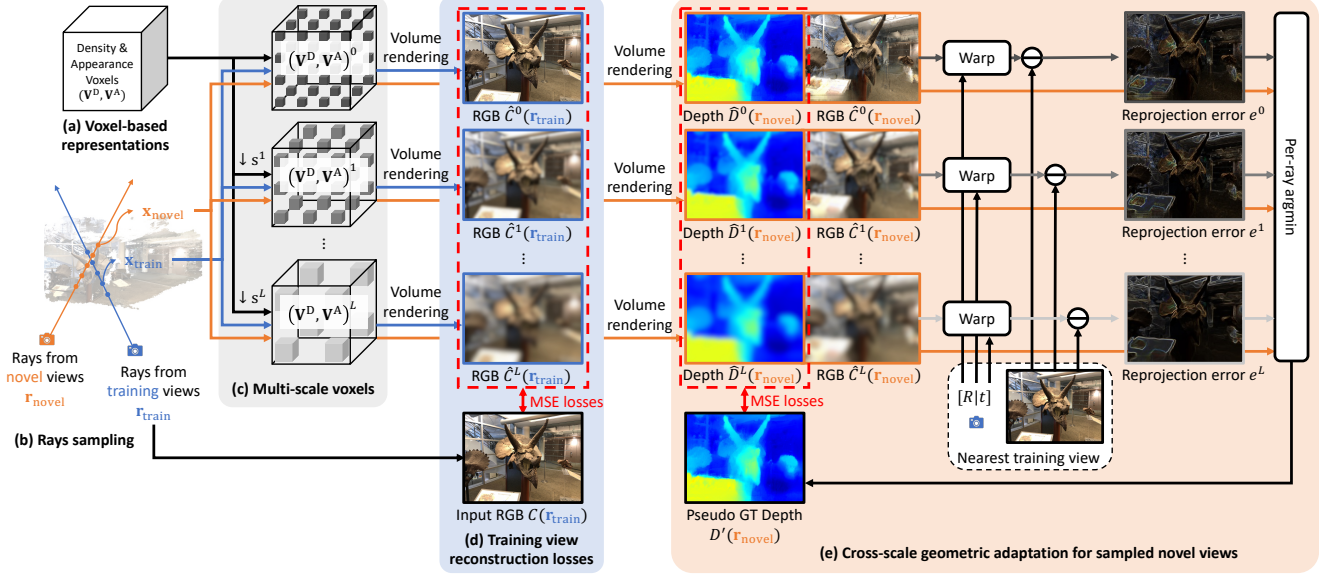 Density &
Appearance
Voxels
(V^D, V^A)
(a) Voxel-based
representations
x_novel
x_train
Rays from
novel views
r_novel
Rays from
training views
r_train
(b) Rays sampling
(V^D, V^A)^0
↓ s^1
(V^D, V^A)^1
⋮
↓ s^L
(V^D, V^A)^L
(c) Multi-scale voxels
Volume
rendering
Volume
rendering
Volume
rendering
RGB Ĉ^0(r_train)
RGB Ĉ^1(r_train)
⋮
RGB Ĉ^L(r_train)
MSE losses
Input RGB C(r_train)
(d) Training view
reconstruction losses
Volume
rendering
Volume
rendering
Volume
rendering
Depth D̂^0(r_novel)
RGB Ĉ^0(r_novel)
Depth D̂^1(r_novel)
RGB Ĉ^1(r_novel)
⋮
⋮
Depth D̂^L(r_novel)
RGB Ĉ^L(r_novel)
MSE losses
Pseudo GT Depth
D′(r_novel)
Warp
Warp
Warp
[R|t]
Nearest training view
Reprojection error e^0
Reprojection error e^1
⋮
Reprojection error e^L
Per-ray argmin
(e) Cross-scale geometric adaptation for sampled novel views